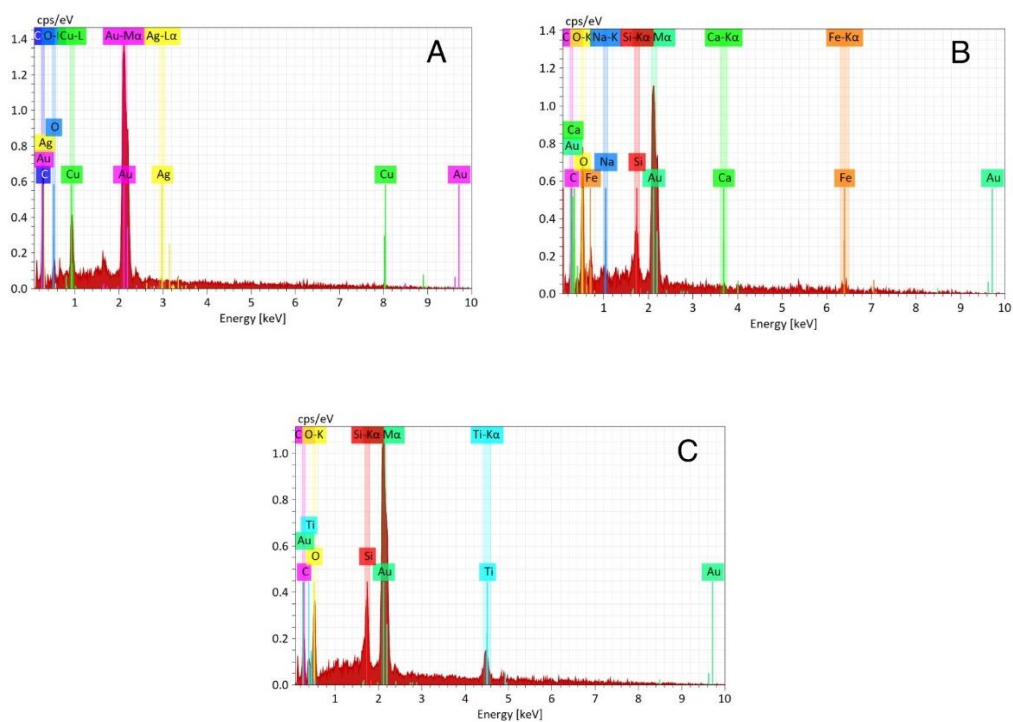 cps/eV
C O- Cu-L Au-Mα Ag-Lα
A
1.4
1.2
1.0
0.8
0.6
0.4
0.2
0.0
O
Ag
Au
C Cu Au Ag Cu Au
1 2 3 4 5 6 7 8 9 10
Energy [keV]
cps/eV
C O-K Na-K Si-Kα Mα Ca-Kα Fe-Kα
B
1.4
1.2
1.0
0.8
0.6
0.4
0.2
0.0
Ca
Au
O Na Si
C Fe Au Ca Fe Au
1 2 3 4 5 6 7 8 9 10
Energy [keV]
cps/eV
C O-K Si-Kα Mα Ti-Kα
C
1.0
0.8
0.6
0.4
0.2
0.0
Ti
Au
O Si
C Au Ti Au
1 2 3 4 5 6 7 8 9 10
Energy [keV]